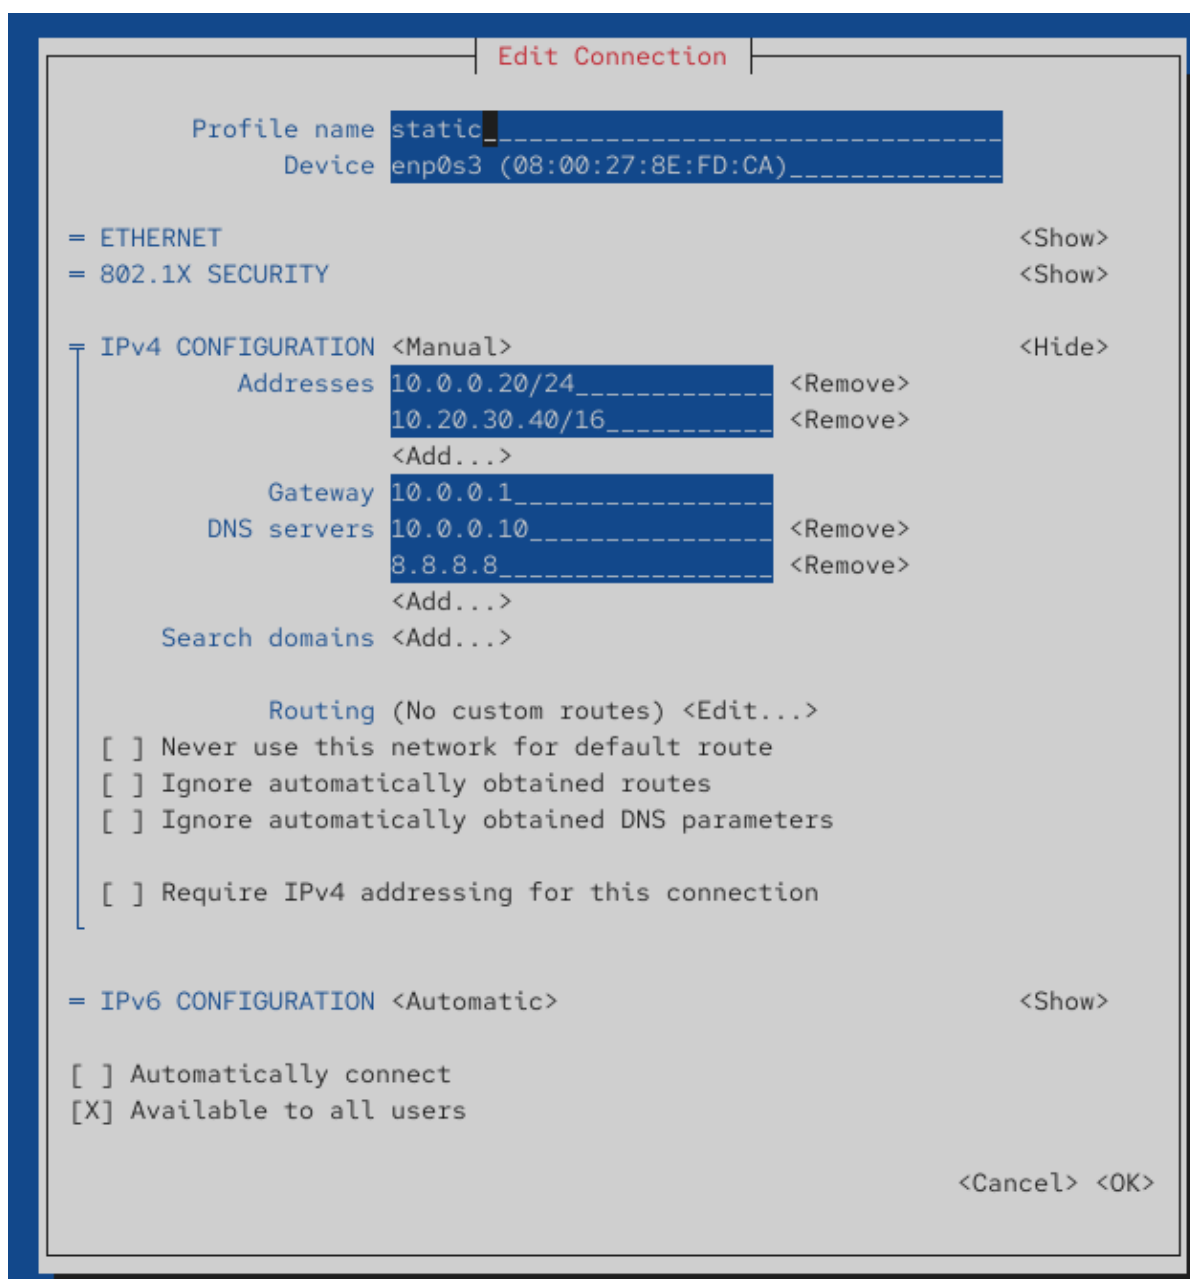 Edit Connection
Profile name static_
Device enp0s3 (08:00:27:8E:FD:CA)
= ETHERNET <Show>
= 802.1X SECURITY <Show>
= IPv4 CONFIGURATION <Manual> <Hide>
Addresses 10.0.0.20/24 <Remove>
10.20.30.40/16 <Remove>
<Add...>
Gateway 10.0.0.1
DNS servers 10.0.0.10 <Remove>
8.8.8.8 <Remove>
<Add...>
Search domains <Add...>
Routing (No custom routes) <Edit...>
[ ] Never use this network for default route
[ ] Ignore automatically obtained routes
[ ] Ignore automatically obtained DNS parameters
[ ] Require IPv4 addressing for this connection
= IPv6 CONFIGURATION <Automatic> <Show>
[ ] Automatically connect
[X] Available to all users
<Cancel> <OK>